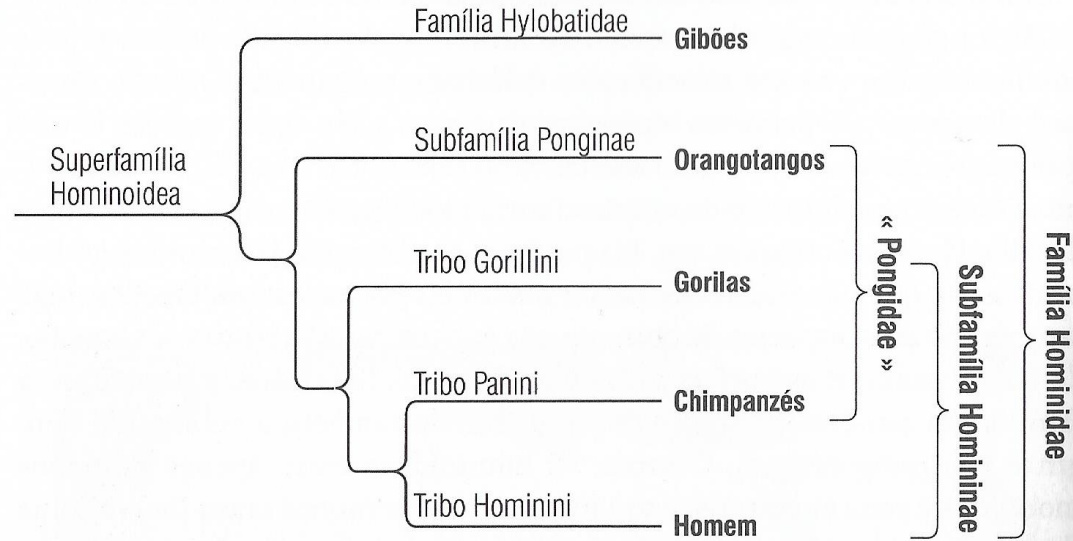 Família Hylobatidae
Gibões
Superfamília
Hominoidea
Subfamília Ponginae
Orangotangos
Tribo Gorillini
Gorilas
Tribo Panini
Chimpanzés
Tribo Hominini
Homem
« Pongidae »
Subfamília Homininae
Família Hominidae